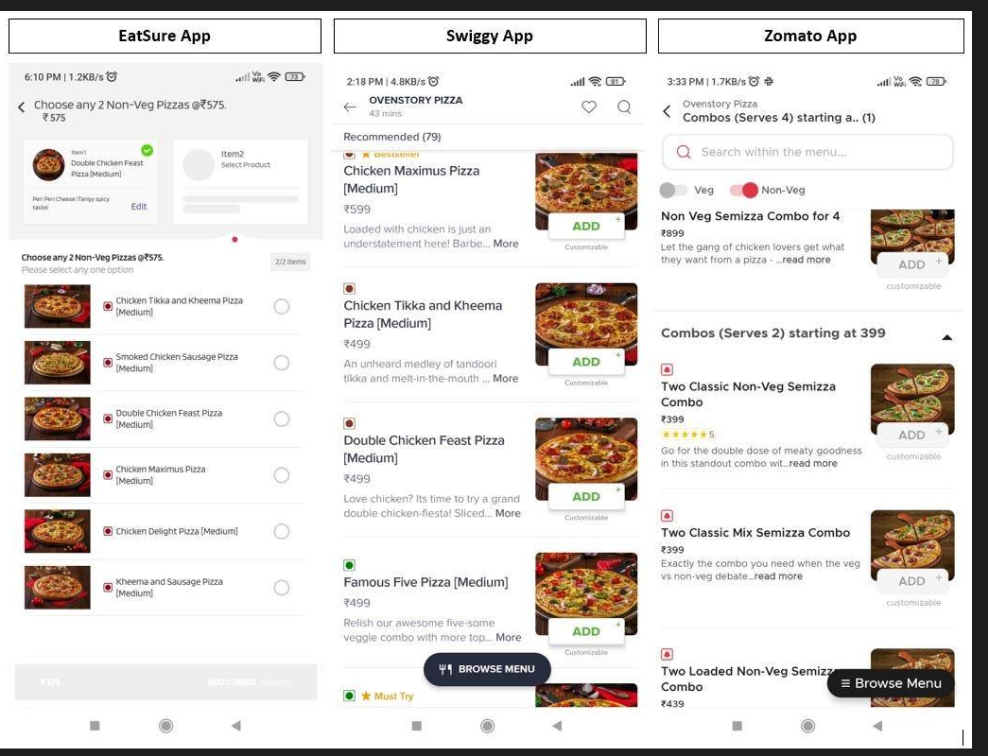 EatSure App
6:10 PM | 1.2KB/s
Vo
WiFi
73
Choose any 2 Non-Veg Pizzas @₹575.
₹575
Item1
Double Chicken Feast
Pizza [Medium]
Peri Peri Cheese (Tangy spicy
taste)
Edit
Item2
Select Product
Choose any 2 Non-Veg Pizzas @₹575.
Please select any one option
2/2 items
Chicken Tikka and Kheema Pizza
[Medium]
Smoked Chicken Sausage Pizza
[Medium]
Double Chicken Feast Pizza
[Medium]
Chicken Maximus Pizza
[Medium]
Chicken Delight Pizza [Medium]
Kheema and Sausage Pizza
[Medium]
₹575
ADD COMBO
Swiggy App
2:18 PM | 4.8KB/s
81
OVENSTORY PIZZA
43 mins
Recommended (79)
Bestseller
Chicken Maximus Pizza
[Medium]
₹599
Loaded with chicken is just an
understatement here! Barbe... More
ADD
+
Customizable
Chicken Tikka and Kheema
Pizza [Medium]
₹499
An unheard medley of tandoori
tikka and melt-in-the-mouth ... More
ADD
+
Customizable
Double Chicken Feast Pizza
[Medium]
₹499
Love chicken? Its time to try a grand
double chicken-fiesta! Sliced... More
ADD
+
Customizable
Famous Five Pizza [Medium]
₹499
Relish our awesome five-some
veggie combo with more top... More
ADD
+
Customizable
BROWSE MENU
Must Try
Zomato App
3:33 PM | 1.7KB/s
Vo
WiFi
78
Ovenstory Pizza
Combos (Serves 4) starting a.. (1)
Search within the menu...
Veg
Non-Veg
Non Veg Semizza Combo for 4
₹899
Let the gang of chicken lovers get what
they want from a pizza - ...read more
ADD
+
customizable
Combos (Serves 2) starting at 399
Two Classic Non-Veg Semizza
Combo
₹399
5
Go for the double dose of meaty goodness
in this standout combo wit...read more
ADD
+
customizable
Two Classic Mix Semizza Combo
₹399
Exactly the combo you need when the veg
vs non-veg debate...read more
ADD
+
customizable
Two Loaded Non-Veg Semizz
Combo
₹439
Browse Menu